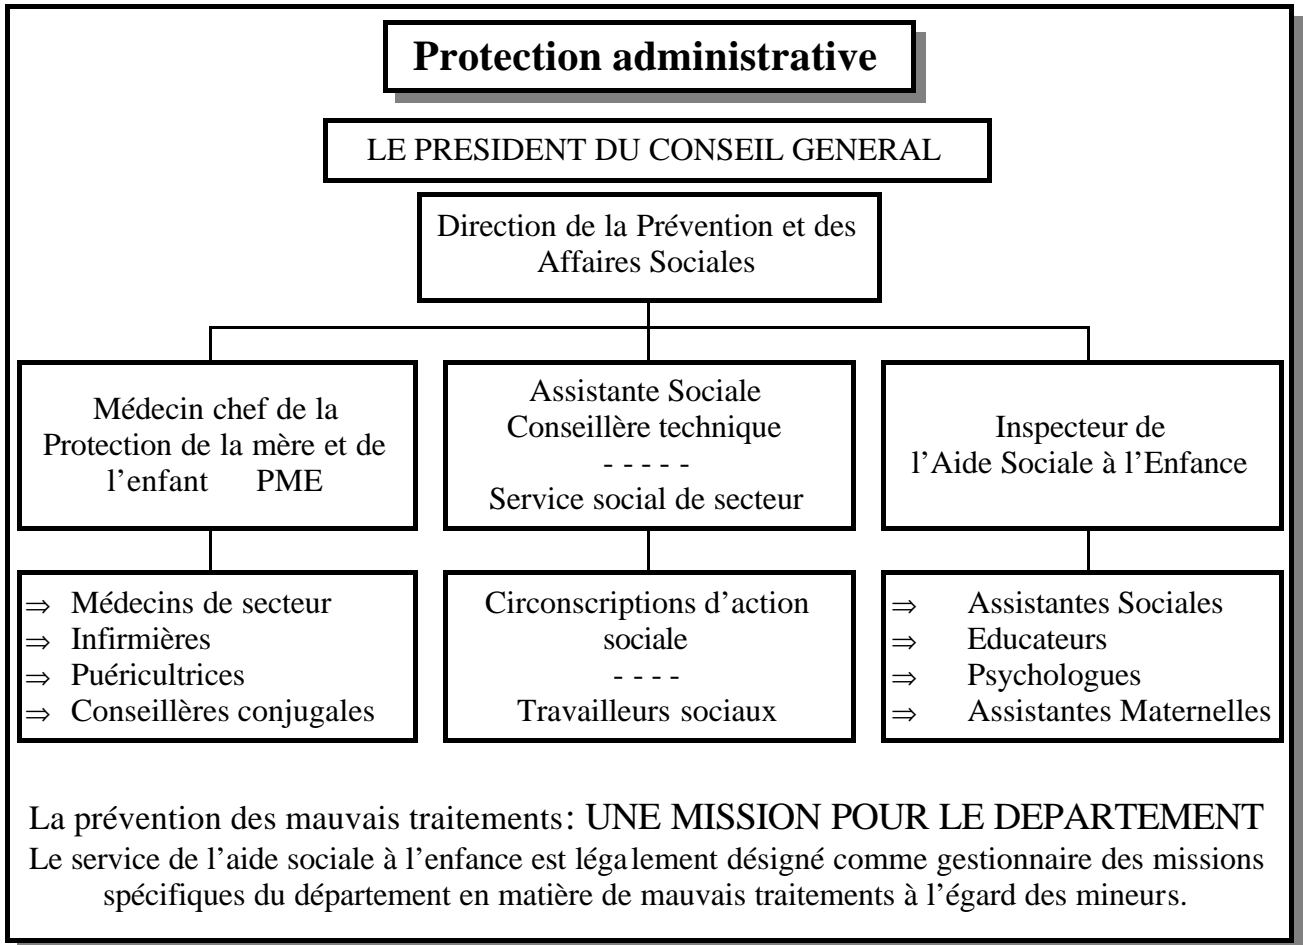 Protection administrative
LE PRESIDENT DU CONSEIL GENERAL
Direction de la Prévention et des
Affaires Sociales
Médecin chef de la
Protection de la mère et de
l’enfant PME
Assistante Sociale
Conseillère technique
- - - - -
Service social de secteur
Inspecteur de
l’Aide Sociale à l’Enfance
⇒ Médecins de secteur
⇒ Infirmières
⇒ Puéricultrices
⇒ Conseillères conjugales
Circonscriptions d’action
sociale
- - - -
Travailleurs sociaux
⇒ Assistantes Sociales
⇒ Educateurs
⇒ Psychologues
⇒ Assistantes Maternelles
La prévention des mauvais traitements: UNE MISSION POUR LE DEPARTEMENT
Le service de l’aide sociale à l’enfance est légalement désigné comme gestionnaire des missions
spécifiques du département en matière de mauvais traitements à l’égard des mineurs.